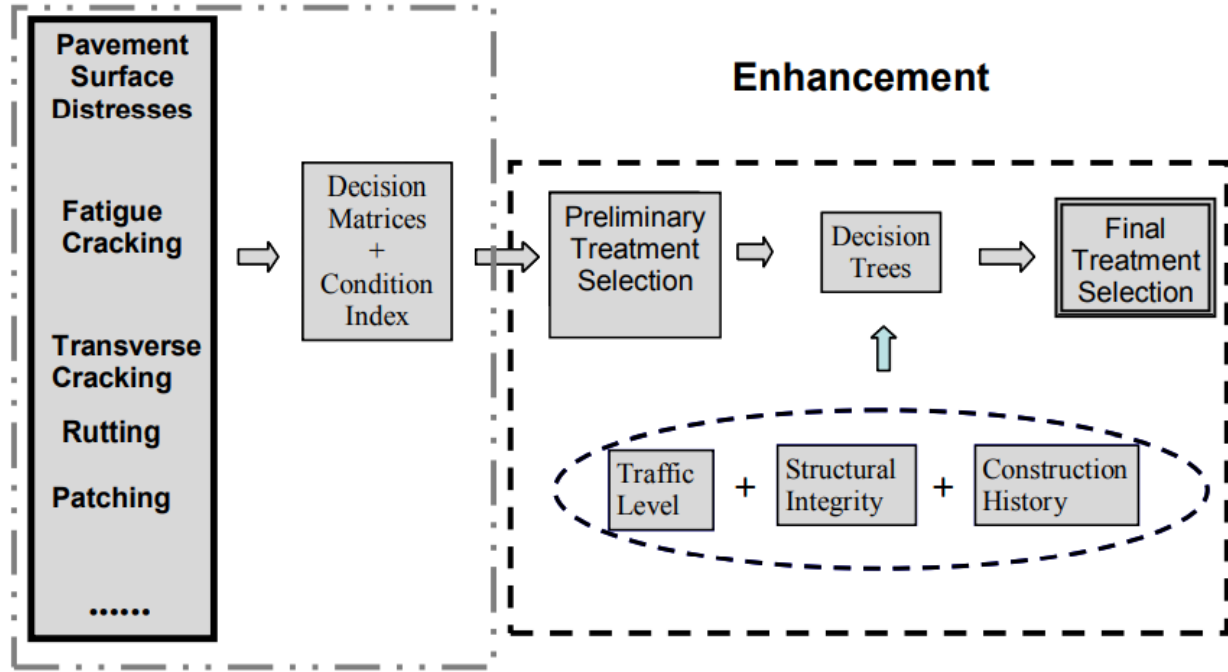 Pavement
Surface
Distresses
Fatigue
Cracking
Transverse
Cracking
Rutting
Patching
......
Decision
Matrices
+
Condition
Index
Enhancement
Preliminary
Treatment
Selection
Decision
Trees
Final
Treatment
Selection
Traffic
Level
+
Structural
Integrity
+
Construction
History